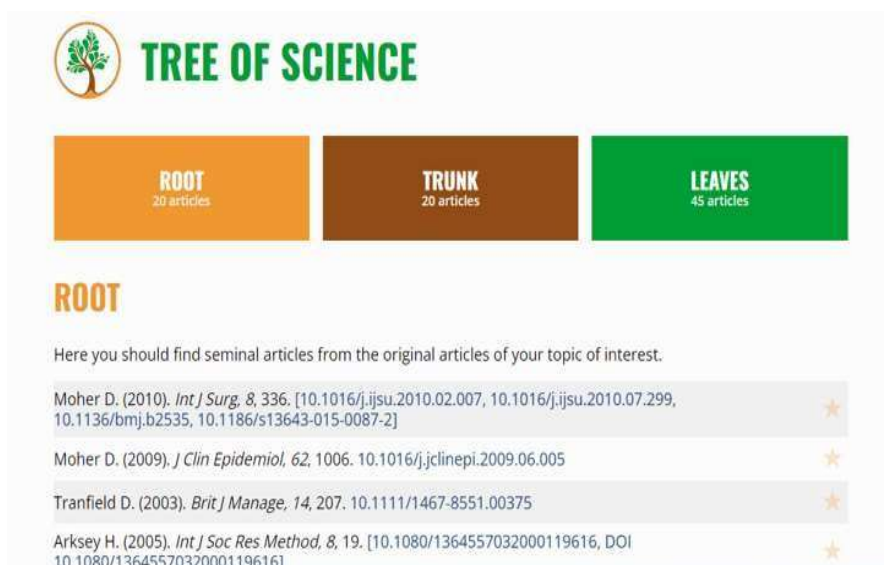 TREE OF SCIENCE
ROOT
20 articles
TRUNK
20 articles
LEAVES
45 articles
ROOT
Here you should find seminal articles from the original articles of your topic of interest.
Moher D. (2010). Int J Surg, 8, 336. [10.1016/j.ijsu.2010.02.007, 10.1016/j.ijsu.2010.07.299,
10.1136/bmj.b2535, 10.1186/s13643-015-0087-2]
Moher D. (2009). J Clin Epidemiol, 62, 1006. 10.1016/j.jclinepi.2009.06.005
Tranfield D. (2003). Brit J Manage, 14, 207. 10.1111/1467-8551.00375
Arksey H. (2005). Int J Soc Res Method, 8, 19. [10.1080/1364557032000119616, DOI
10.1080/1364557032000119616]